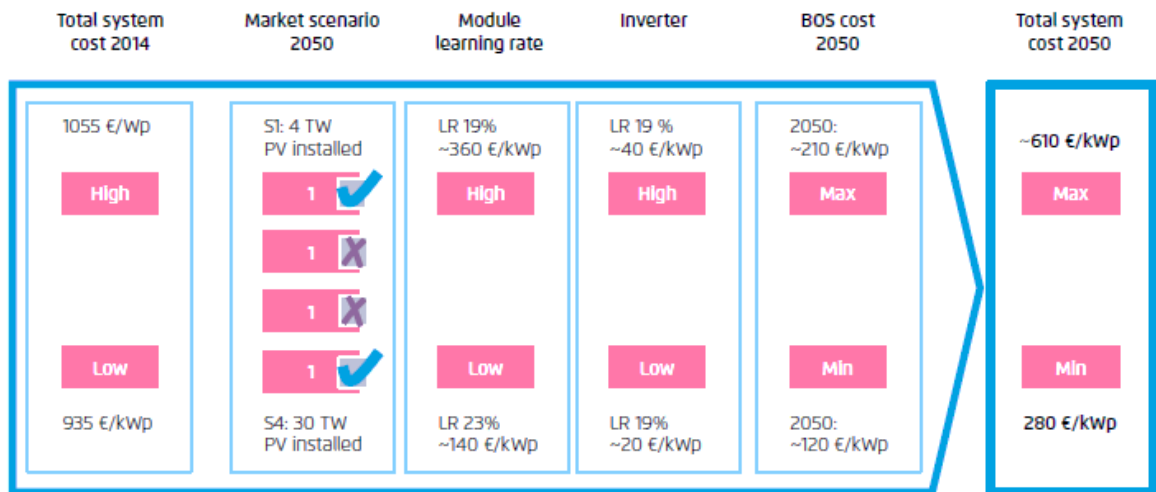 Total system
cost 2014
Market scenario
2050
Module
learning rate
Inverter
BOS cost
2050
Total system
cost 2050
1055 €/Wp
High
Low
935 €/kWp
S1: 4 TW
PV installed
1
1
1
1
S4: 30 TW
PV installed
LR 19%
~360 €/kWp
High
Low
LR 23%
~140 €/kWp
LR 19 %
~40 €/kWp
High
Low
LR 19%
~20 €/kWp
2050:
~210 €/kWp
Max
Min
2050:
~120 €/kWp
~610 €/kWp
Max
Min
280 €/kWp